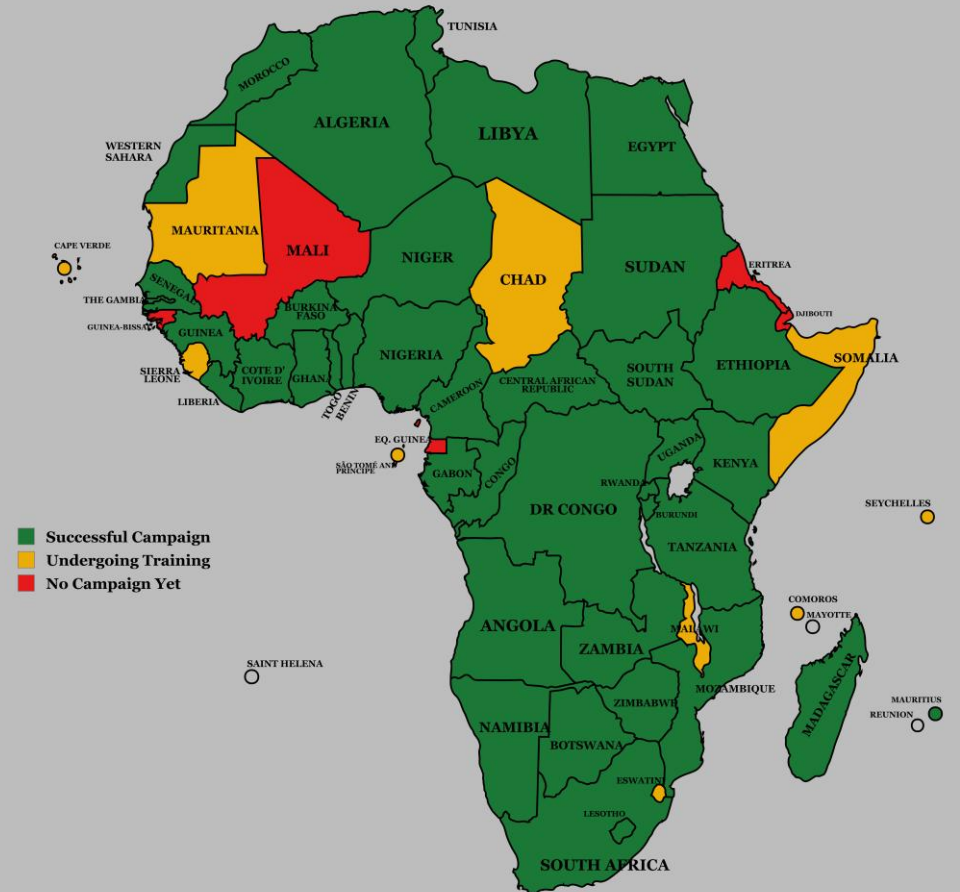 TUNISIA
MOROCCO
ALGERIA
LIBYA
EGYPT
WESTERN
SAHARA
MAURITANIA
MALI
NIGER
CHAD
SUDAN
ERITREA
CAPE VERDE
SENEGAL
THE GAMBIA
BURKINA
FASO
DJIBOUTI
GUINEA-BISSA
GUINEA
NIGERIA
ETHIOPIA
SOMALIA
SIERRA
LEONE
COTE D'
IVOIRE
GHAN
CENTRAL AFRICAN
REPUBLIC
SOUTH
SUDAN
LIBERIA
TOGO
BENIN
CAMEROON
EQ. GUINEA
SÃO TOMÉ AND
PRINCIPE
GABON
CONGO
UGANDA
KENYA
RWANDA
DR CONGO
BURUNDI
SEYCHELLES
TANZANIA
Successful Campaign
Undergoing Training
No Campaign Yet
COMOROS
MAYOTTE
ANGOLA
MALAWI
ZAMBIA
SAINT HELENA
MOZAMBIQUE
MADAGASCAR
ZIMBABWE
MAURITIUS
REUNION
NAMIBIA
BOTSWANA
ESWATINI
LESOTHO
SOUTH AFRICA